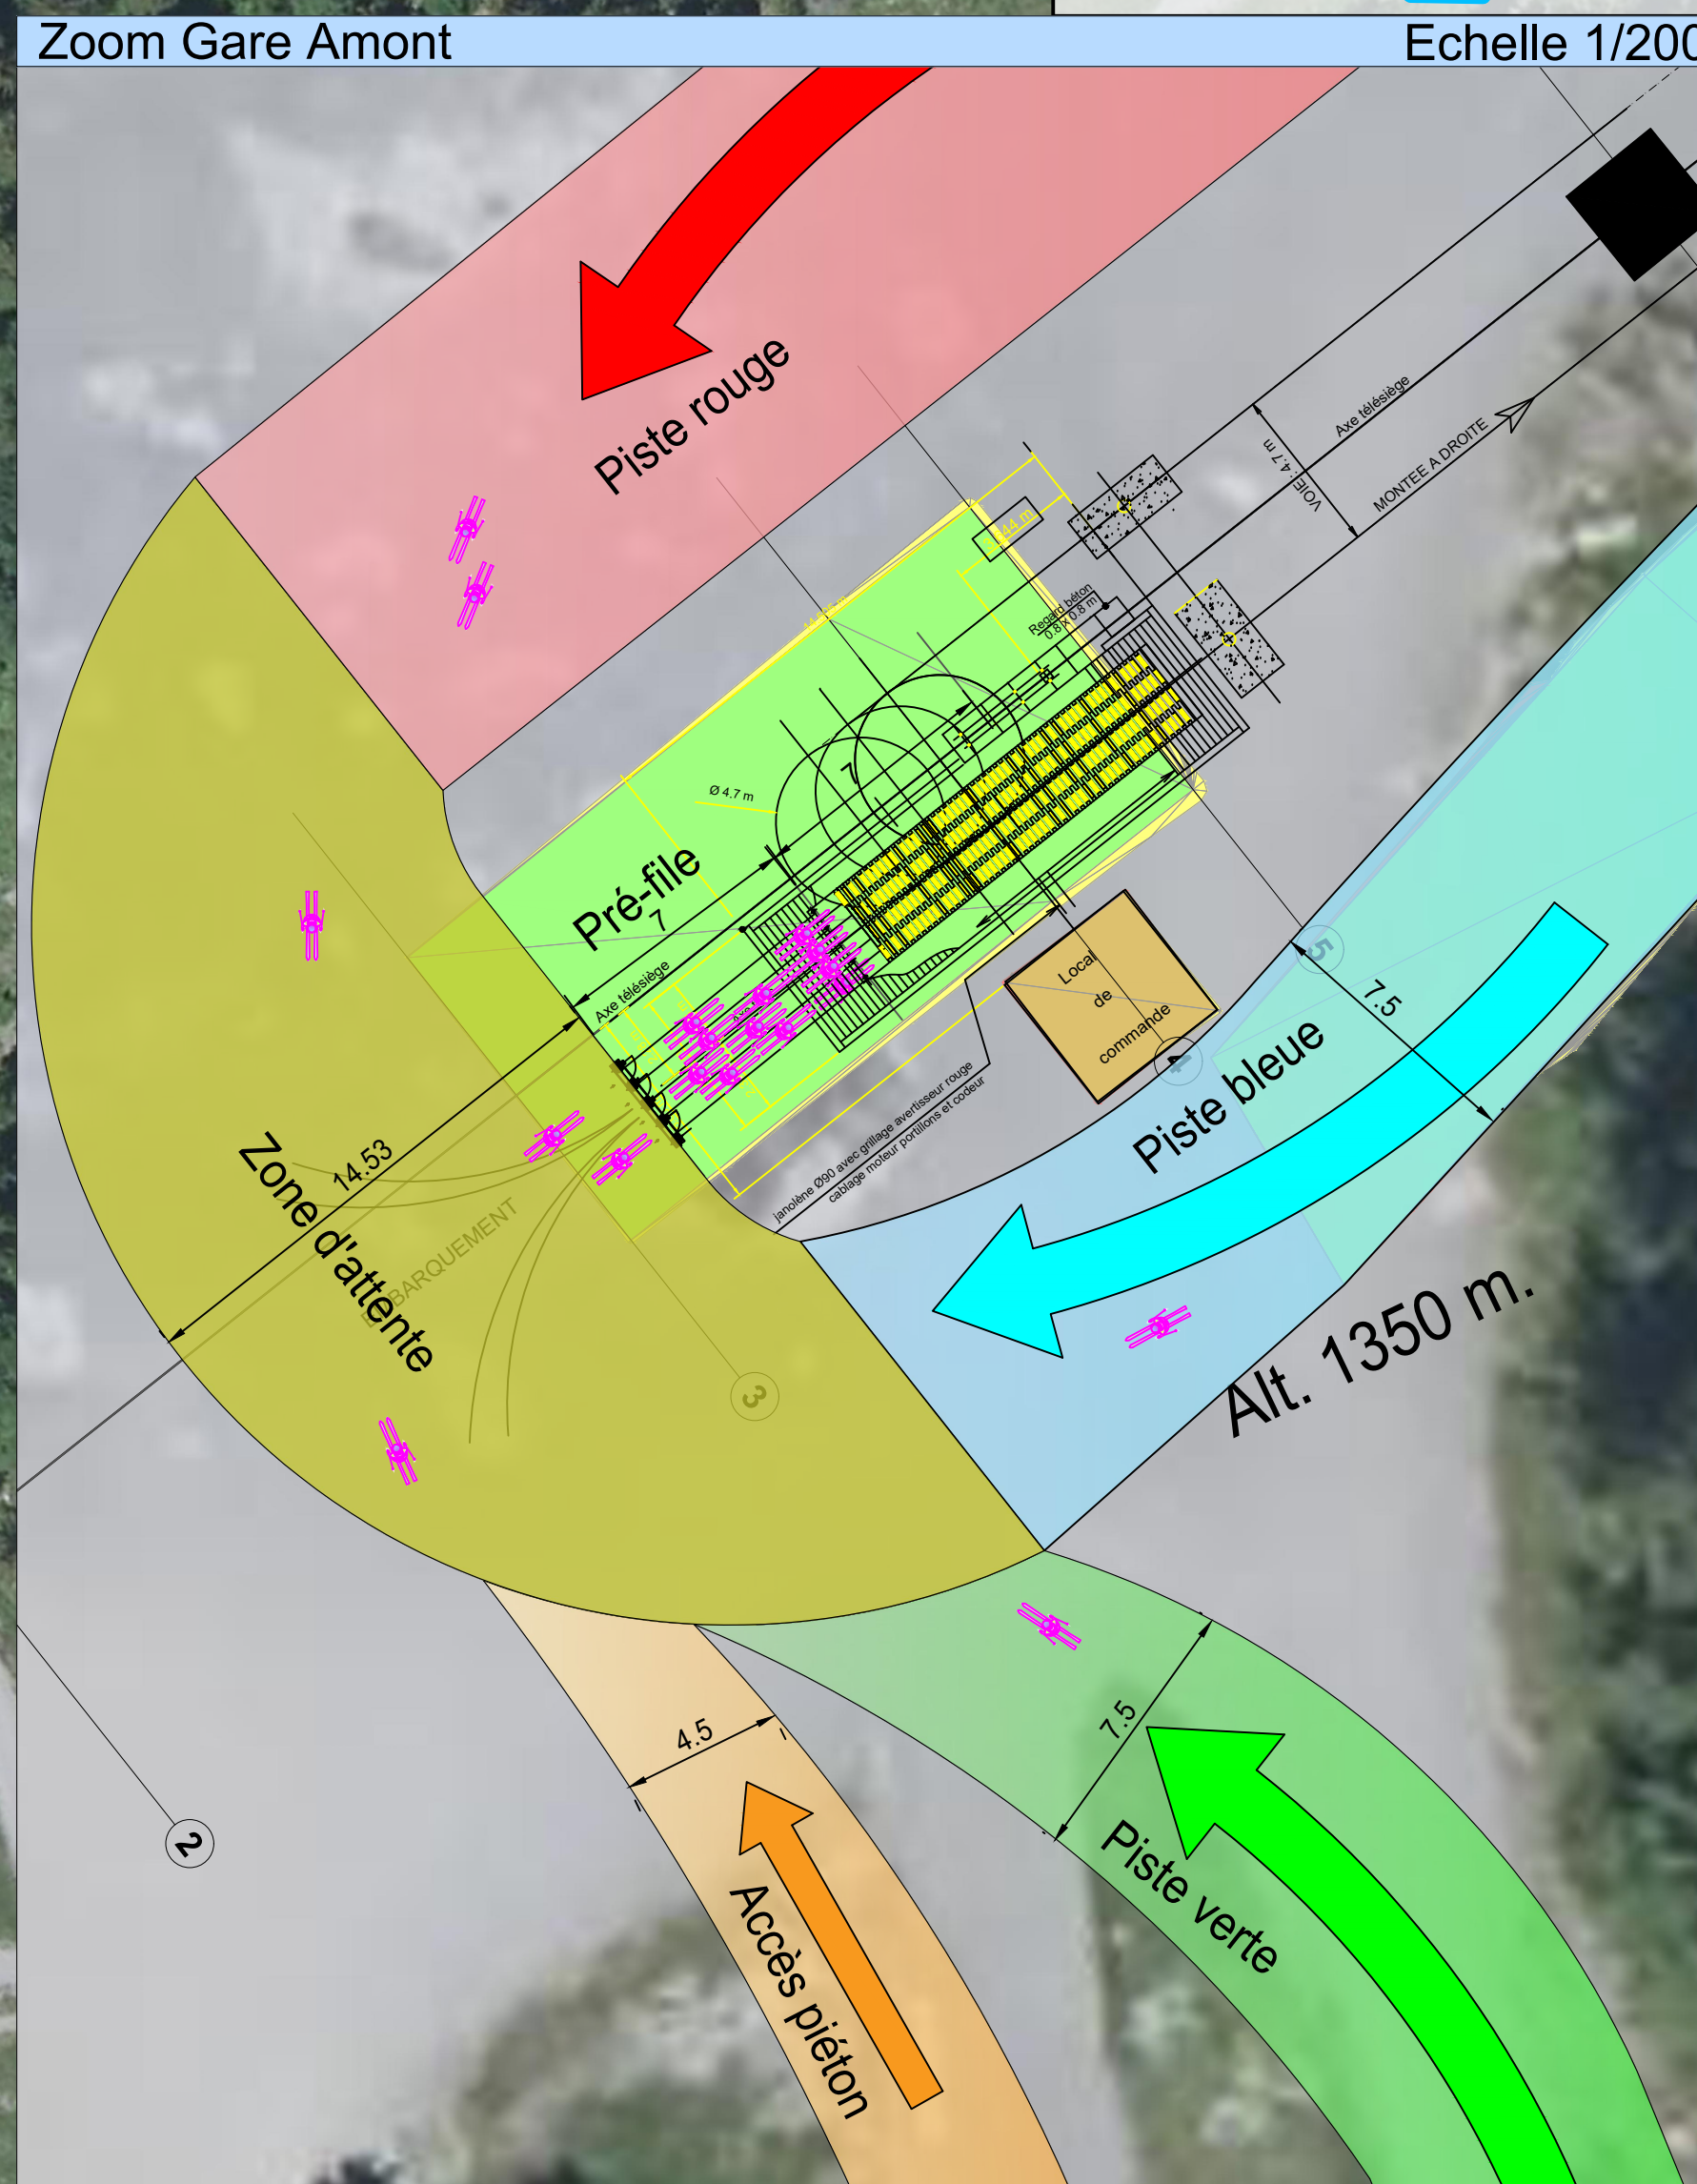 Zoom Gare Amont
Echelle 1/200
Piste rouge
Axe télésiège
VOIE : 4.7 m
MONTEE A DROITE
Regard béton
0.8 x 0.8 m
Ø 4.7 m
7
Pré-file
7
Axe télésiège
Local
de
commande
5
4
7.5
Piste bleue
janolène Ø90 avec grillage avertisseur rouge
cablage moteur portillons et codeur
14.53
Zone d'attente
3
Alt. 1350 m.
2
4.5
7.5
Accès piéton
Piste verte